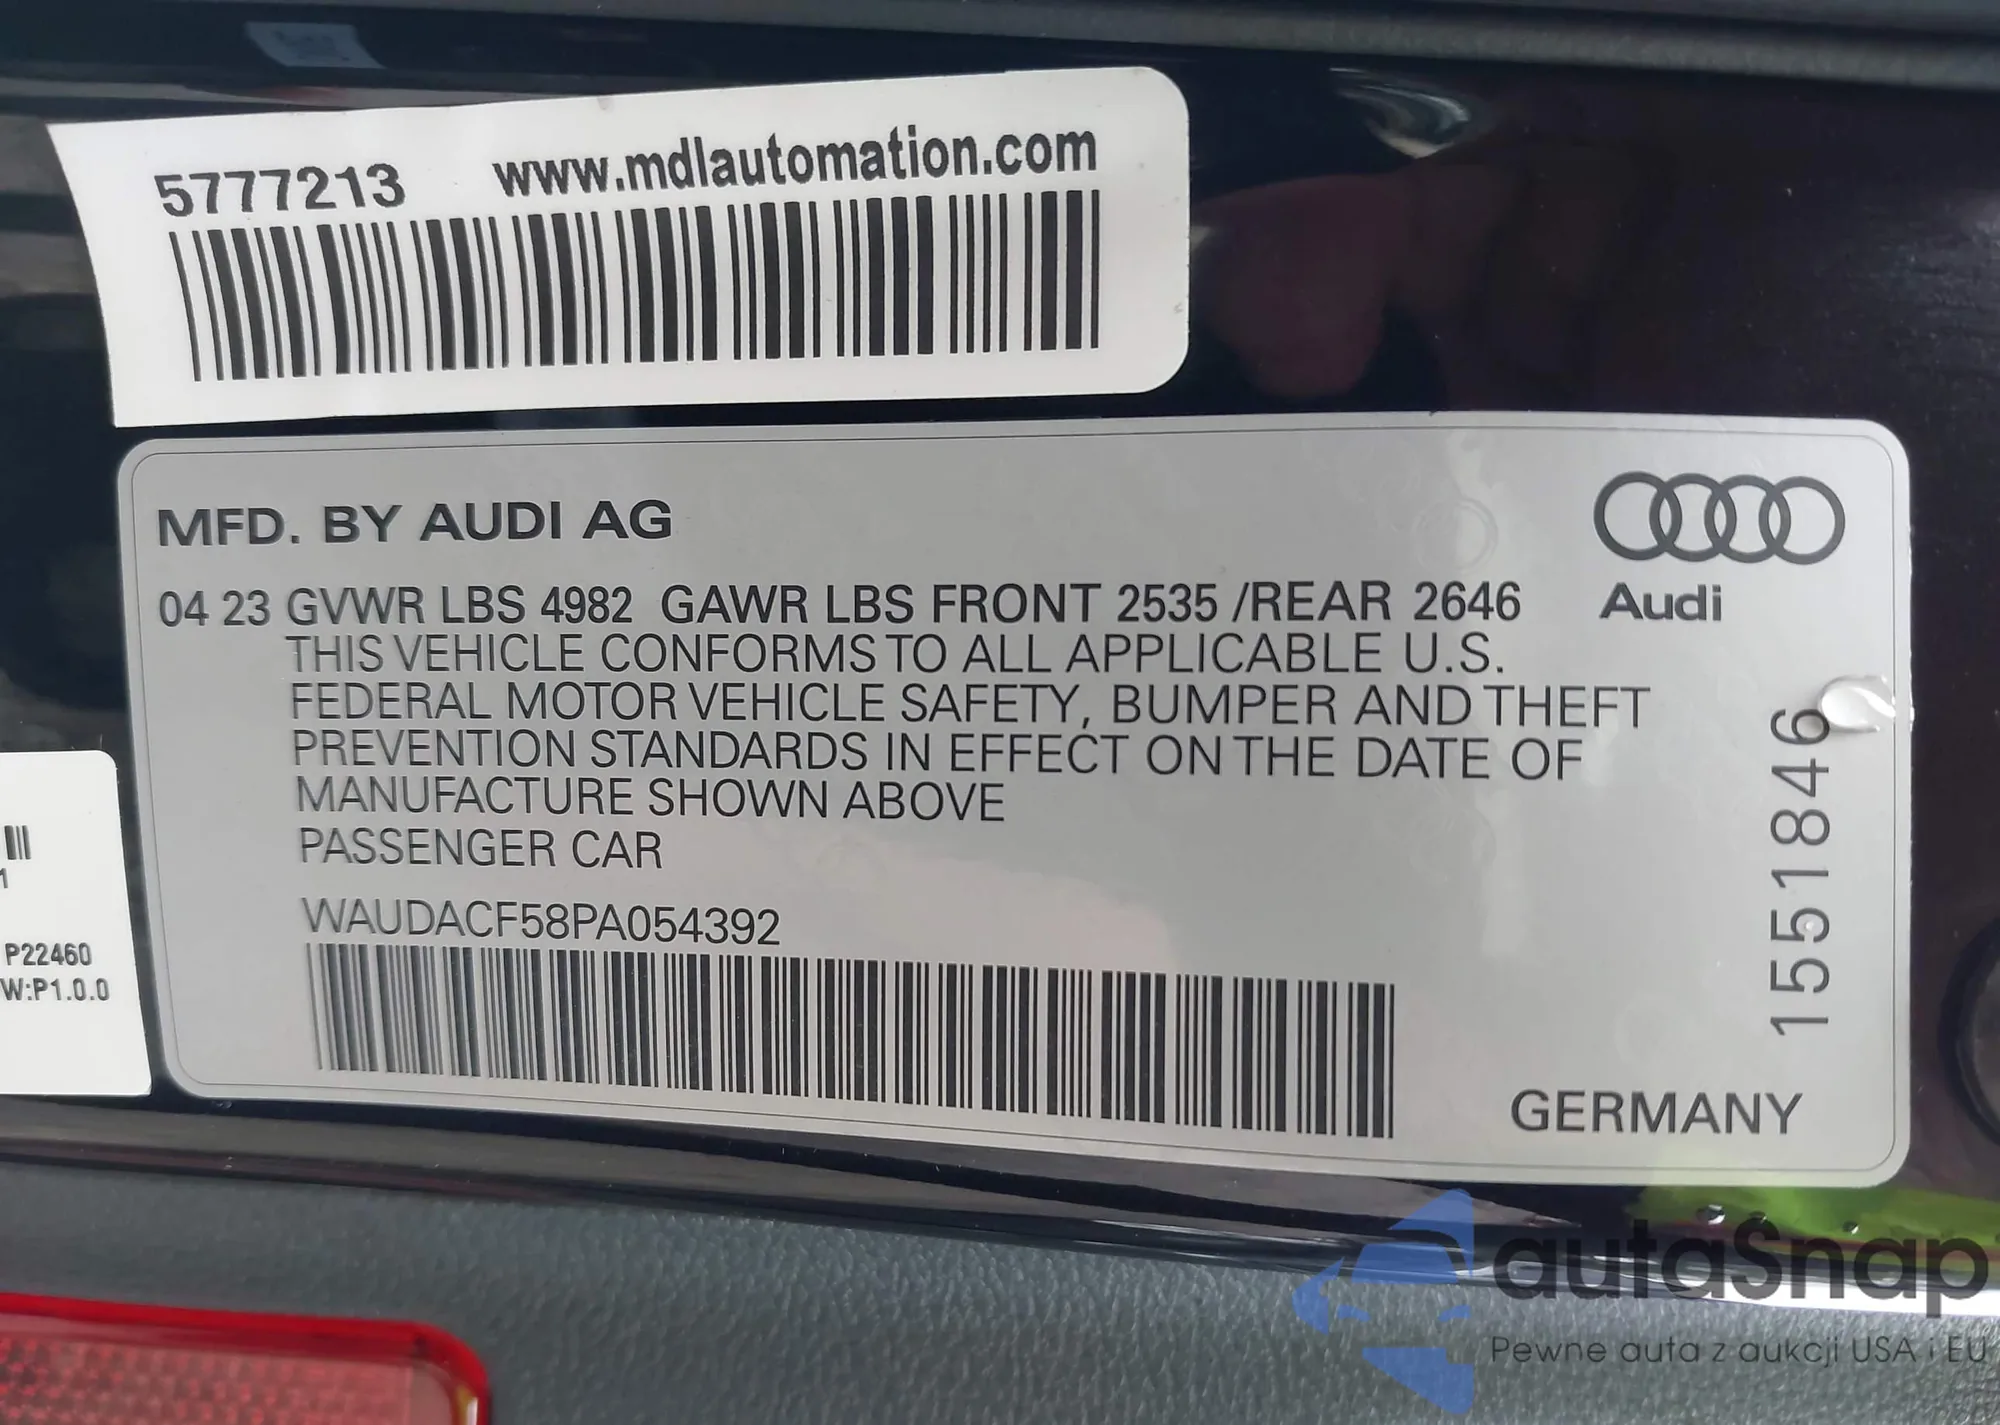 5777213 www.mdlautomation.com
MFD. BY AUDI AG
04 23 GVWR LBS 4982 GAWR LBS FRONT 2535 /REAR 2646
THIS VEHICLE CONFORMS TO ALL APPLICABLE U.S.
FEDERAL MOTOR VEHICLE SAFETY, BUMPER AND THEFT
PREVENTION STANDARDS IN EFFECT ON THE DATE OF
MANUFACTURE SHOWN ABOVE
PASSENGER CAR
WAUDACF58PA054392
Audi
1551846
GERMANY
1
P22460
W:P1.0.0
autaSnap
Pewne auta z aukcji USA i EU